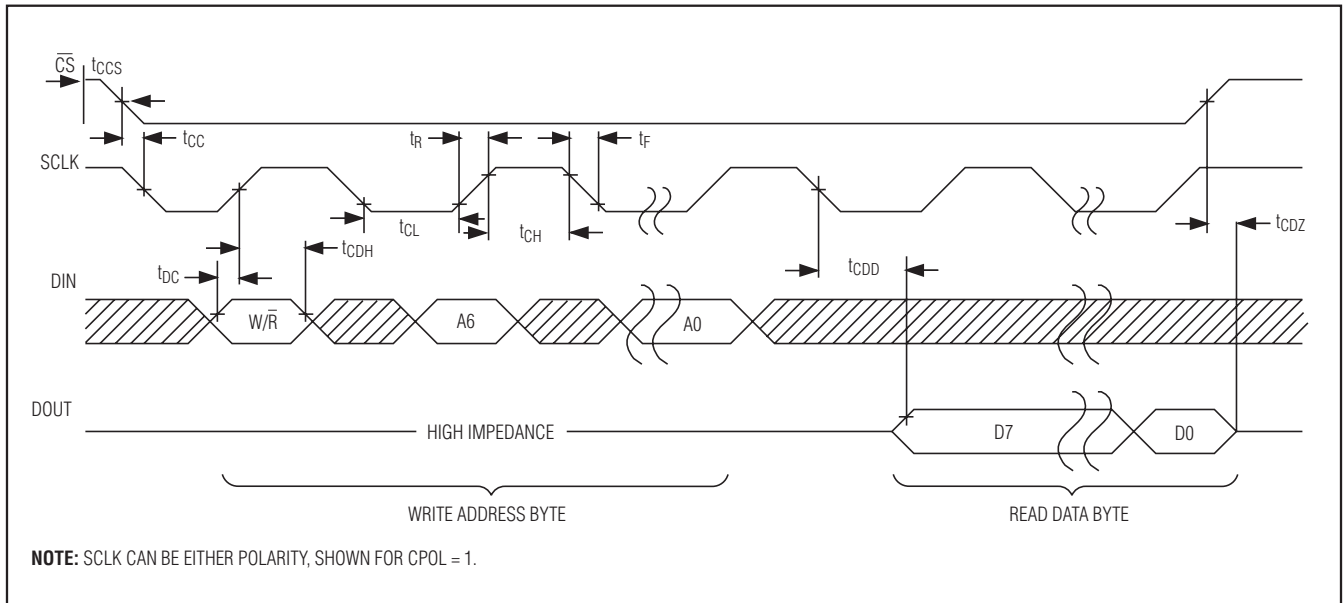 C̅S̅ tCCS
tCC
tR
tF
SCLK
tCL
tCH
tCDZ
tCDH
tDC
tCDD
DIN
W/R̅
A6
A0
DOUT
HIGH IMPEDANCE
D7
D0
WRITE ADDRESS BYTE
READ DATA BYTE
NOTE: SCLK CAN BE EITHER POLARITY, SHOWN FOR CPOL = 1.